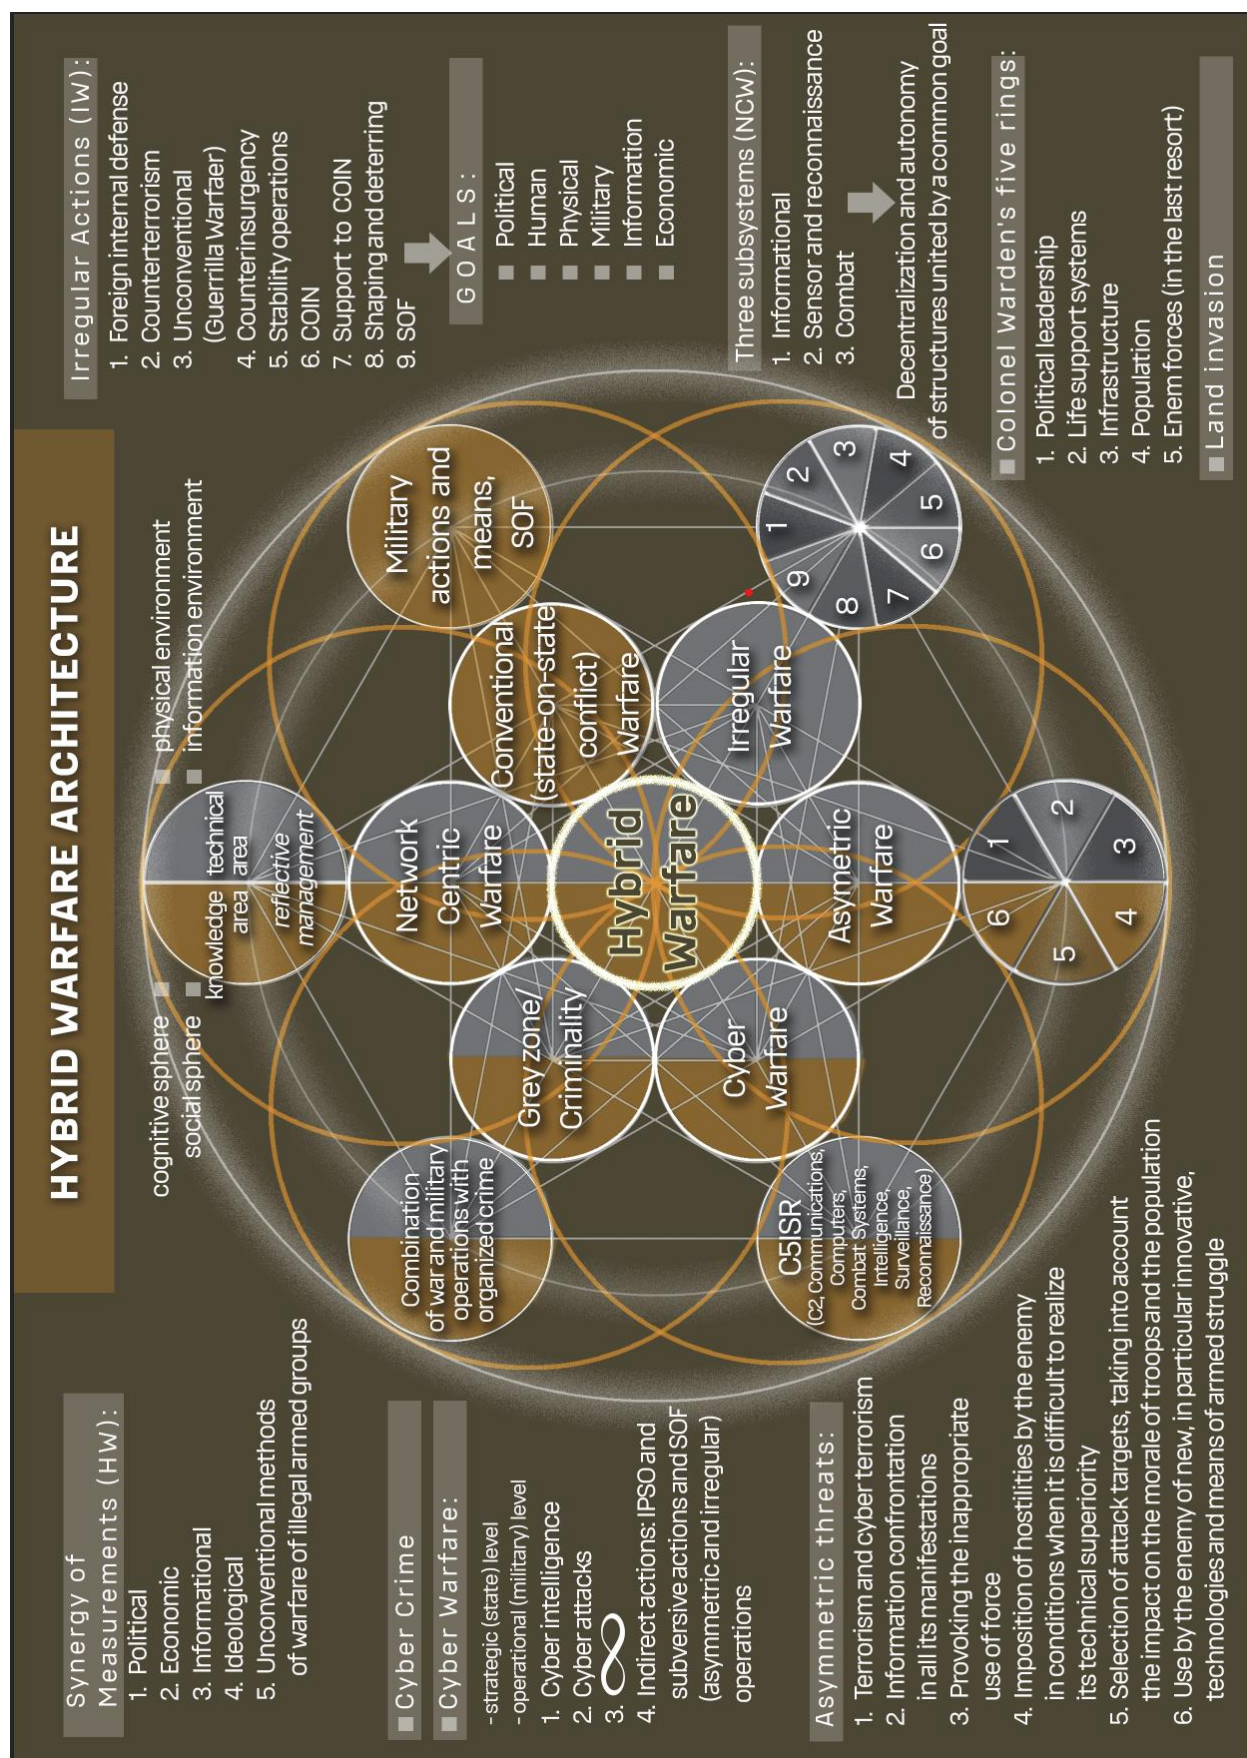 HYBRID WARFARE ARCHITECTURE
Synergy of
Measurements (HW):
1. Political
2. Economic
3. Informational
4. Ideological
5. Unconventional methods
of warfare of illegal armed groups
■ Cyber Crime
■ Cyber Warfare:
- strategic (state) level
- operational (military) level
1. Cyber intelligence
2. Cyber attacks
3. ∞
4. Indirect actions: IPSO and
subversive actions and SOF
(asymmetric and irregular)
operations
Asymmetric threats:
1. Terrorism and cyber terrorism
2. Information confrontation
in all its manifestations
3. Provoking the inappropriate
use of force
4. Imposition of hostilities by the enemy
in conditions when it is difficult to realize
its technical superiority
5. Selection of attack targets, taking into account
the impact on the morale of troops and the population
6. Use by the enemy of new, in particular innovative,
technologies and means of armed struggle
cognitive sphere
social sphere
physical environment
information environment
knowledge area
technical area
reflective
management
Combination
of war and military
operations with
organized crime
Military
actions and
means,
SOF
Network
Centric
Warfare
Grey zone/
Criminality
Conventional
(state-on-state
conflict)
Warfare
Hybrid
Warfare
Cyber
Warfare
Irregular
Warfare
Asymetric
Warfare
C5ISR
(C2, Communications,
Computers,
Combat Systems,
Intelligence,
Surveillance,
Reconnaissance)
1
2
3
4
5
6
7
8
9
1
2
3
4
5
6
Irregular Actions (IW):
1. Foreign internal defense
2. Counterterrorism
3. Unconventional
(Guerrilla Warfaer)
4. Counterinsurgency
5. Stability operations
6. COIN
7. Support to COIN
8. Shaping and deterring
9. SOF
GOALS:
■ Political
■ Human
■ Physical
■ Military
■ Information
■ Economic
Three subsystems (NCW):
1. Informational
2. Sensor and reconnaissance
3. Combat
Decentralization and autonomy
of structures united by a common goal
■ Colonel Warden's five rings:
1. Political leadership
2. Life support systems
3. Infrastructure
4. Population
5. Enem forces (in the last resort)
■ Land invasion